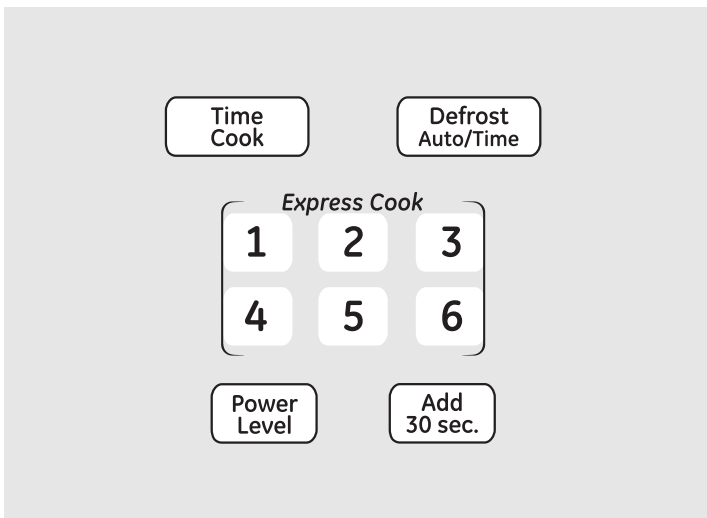 Time
Cook
Defrost
Auto/Time
Express Cook
1 2 3
4 5 6
Power
Level
Add
30 sec.